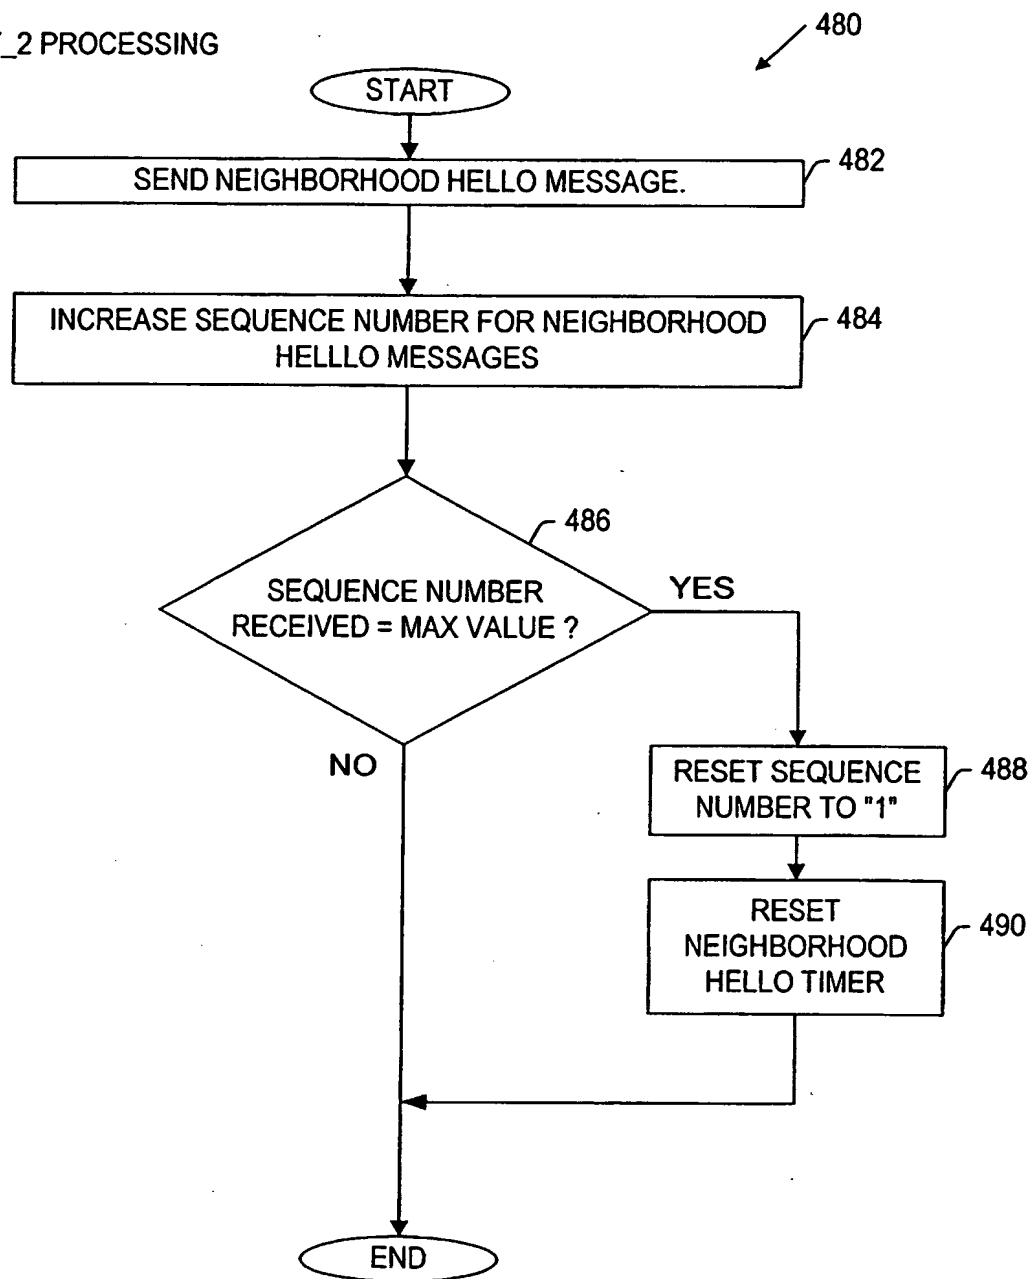 _2 PROCESSING
480
START
SEND NEIGHBORHOOD HELLO MESSAGE.
482
INCREASE SEQUENCE NUMBER FOR NEIGHBORHOOD
HELLLO MESSAGES
484
486
SEQUENCE NUMBER
RECEIVED = MAX VALUE ?
YES
NO
RESET SEQUENCE
NUMBER TO "1"
488
RESET
NEIGHBORHOOD
HELLO TIMER
490
END